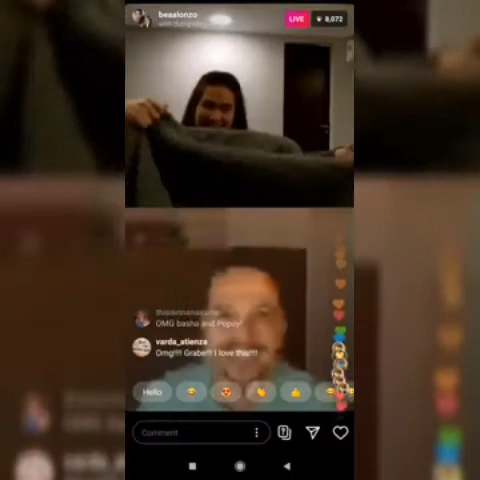 beaalonzo
LIVE
8,072
OMG basha and Popoy!
varda_atienza
Omg!!!! Grabe!!! I love this!!!!
Hello
Comment